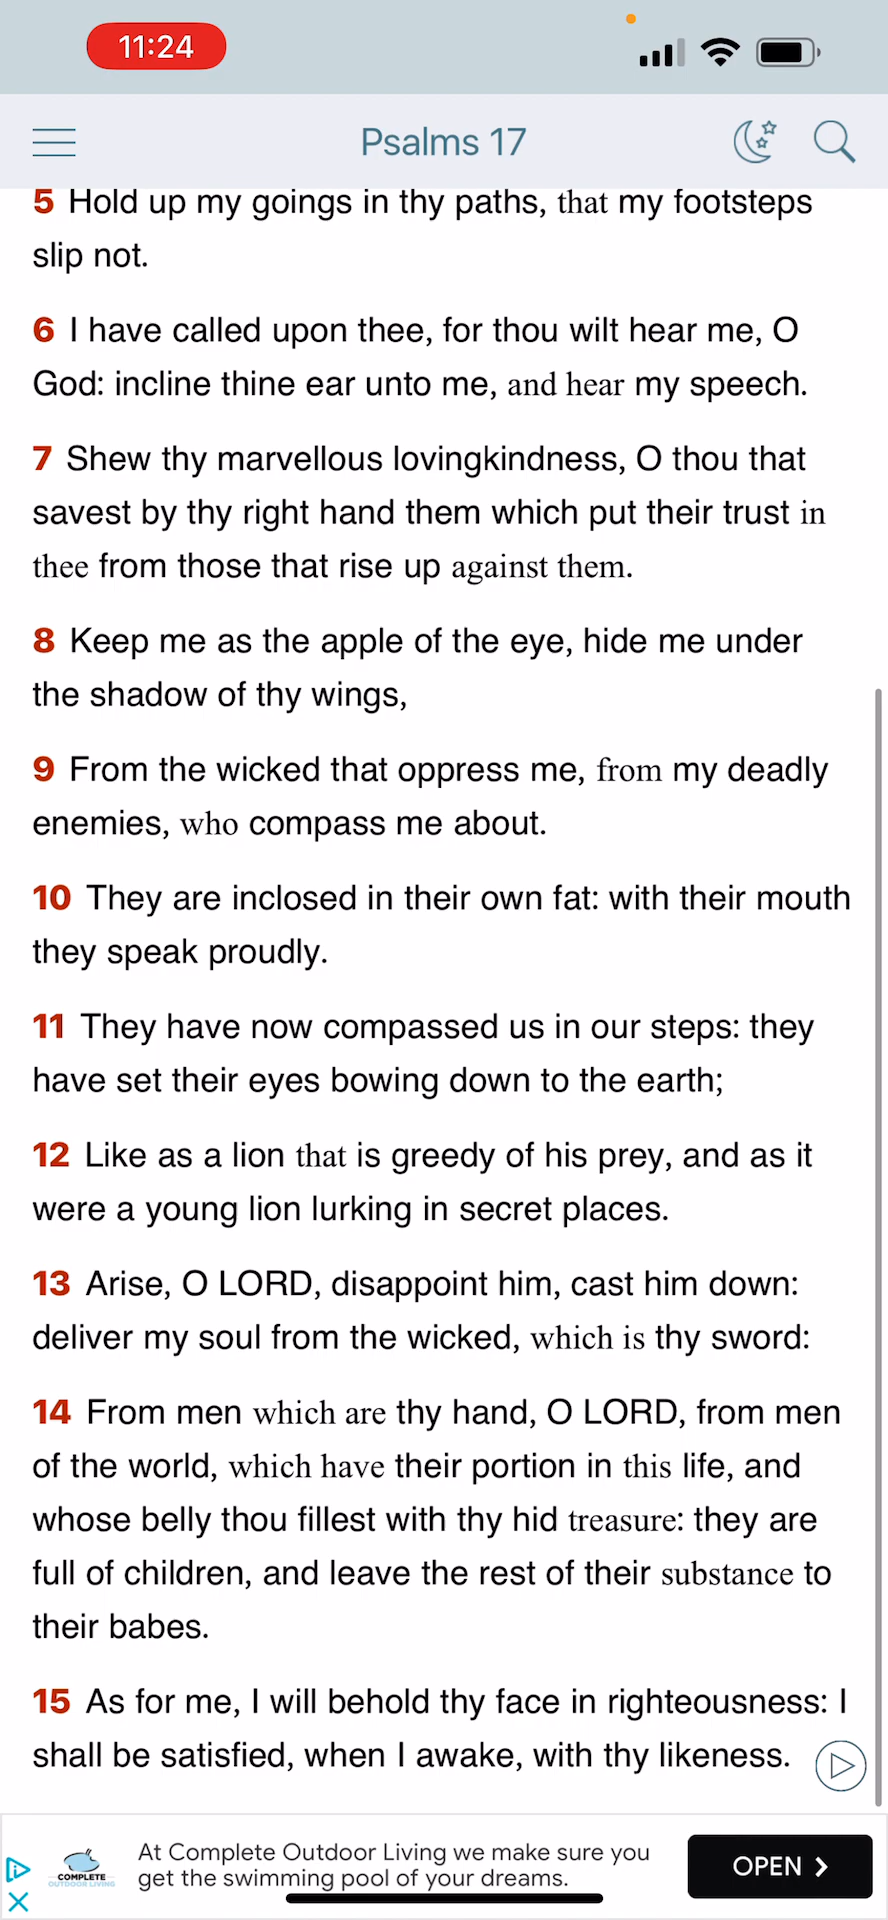 11:24
Psalms 17
5 Hold up my goings in thy paths, that my footsteps
slip not.
6 I have called upon thee, for thou wilt hear me, O
God: incline thine ear unto me, and hear my speech.
7 Shew thy marvellous lovingkindness, O thou that
savest by thy right hand them which put their trust in
thee from those that rise up against them.
8 Keep me as the apple of the eye, hide me under
the shadow of thy wings,
9 From the wicked that oppress me, from my deadly
enemies, who compass me about.
10 They are inclosed in their own fat: with their mouth
they speak proudly.
11 They have now compassed us in our steps: they
have set their eyes bowing down to the earth;
12 Like as a lion that is greedy of his prey, and as it
were a young lion lurking in secret places.
13 Arise, O LORD, disappoint him, cast him down:
deliver my soul from the wicked, which is thy sword:
14 From men which are thy hand, O LORD, from men
of the world, which have their portion in this life, and
whose belly thou fillest with thy hid treasure: they are
full of children, and leave the rest of their substance to
their babes.
15 As for me, I will behold thy face in righteousness: I
shall be satisfied, when I awake, with thy likeness.
COMPLETE
OUTDOOR LIVING
At Complete Outdoor Living we make sure you
get the swimming pool of your dreams.
OPEN